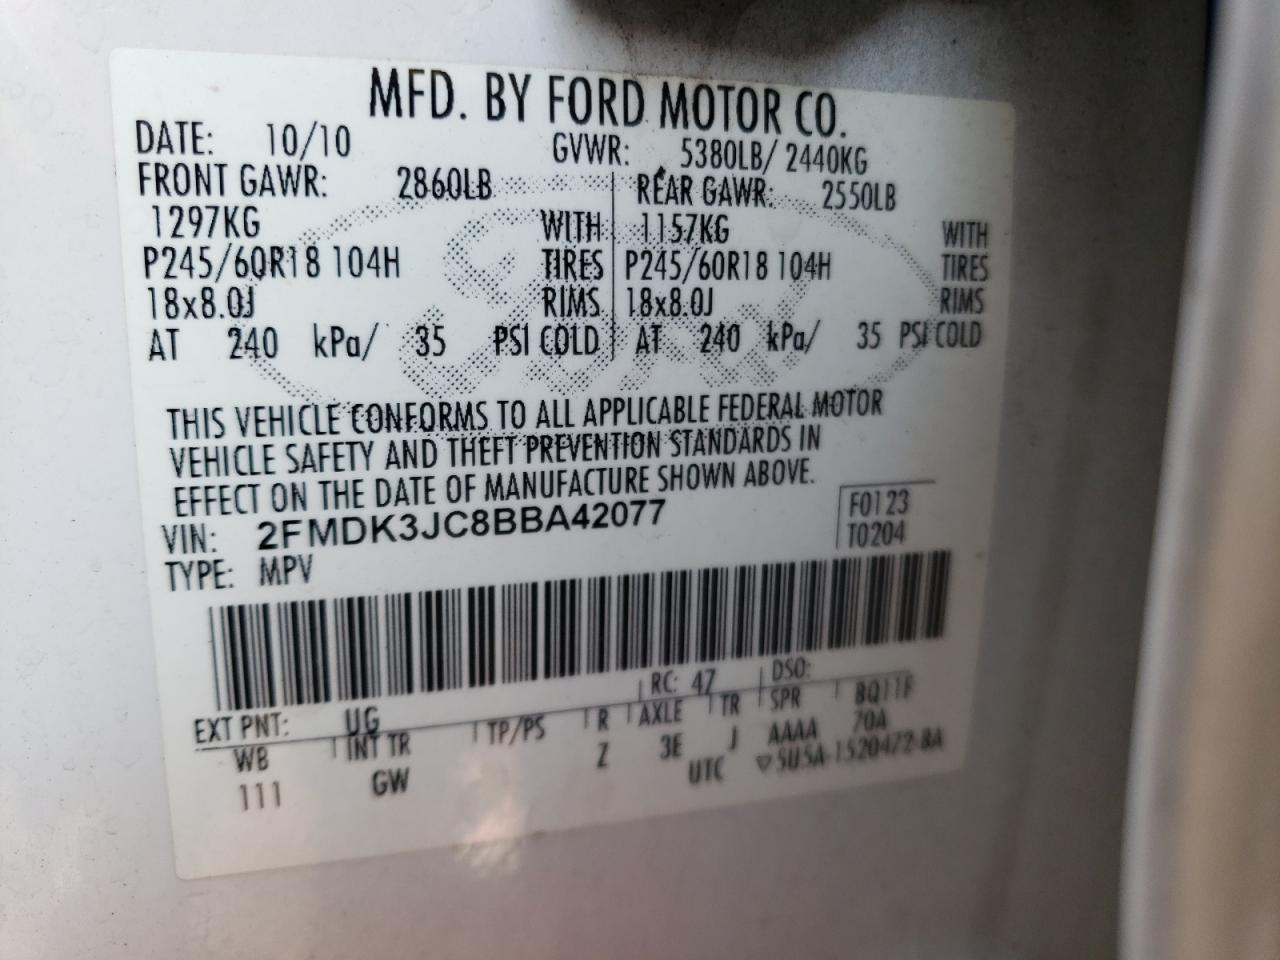 MFD. BY FORD MOTOR CO.
DATE: 10/10 GVWR: 5380LB/ 2440KG
FRONT GAWR: 2860LB REAR GAWR: 2550LB
1297KG WITH 1157KG WITH
P245/60R18 104H TIRES P245/60R18 104H TIRES
18x8.0J RIMS 18x8.0J RIMS
AT 240 kPa/ 35 PSI COLD AT 240 kPa/ 35 PSI COLD
THIS VEHICLE CONFORMS TO ALL APPLICABLE FEDERAL MOTOR
VEHICLE SAFETY AND THEFT PREVENTION STANDARDS IN
EFFECT ON THE DATE OF MANUFACTURE SHOWN ABOVE.
VIN: 2FMDK3JC8BBA42077
F0123
T0204
TYPE: MPV
EXT PNT: UG RC: 47 DSO:
WB INT TR TP/PS R AXLE TR SPR BQ11F
111 GW Z 3E J AAAA 70A
UTC